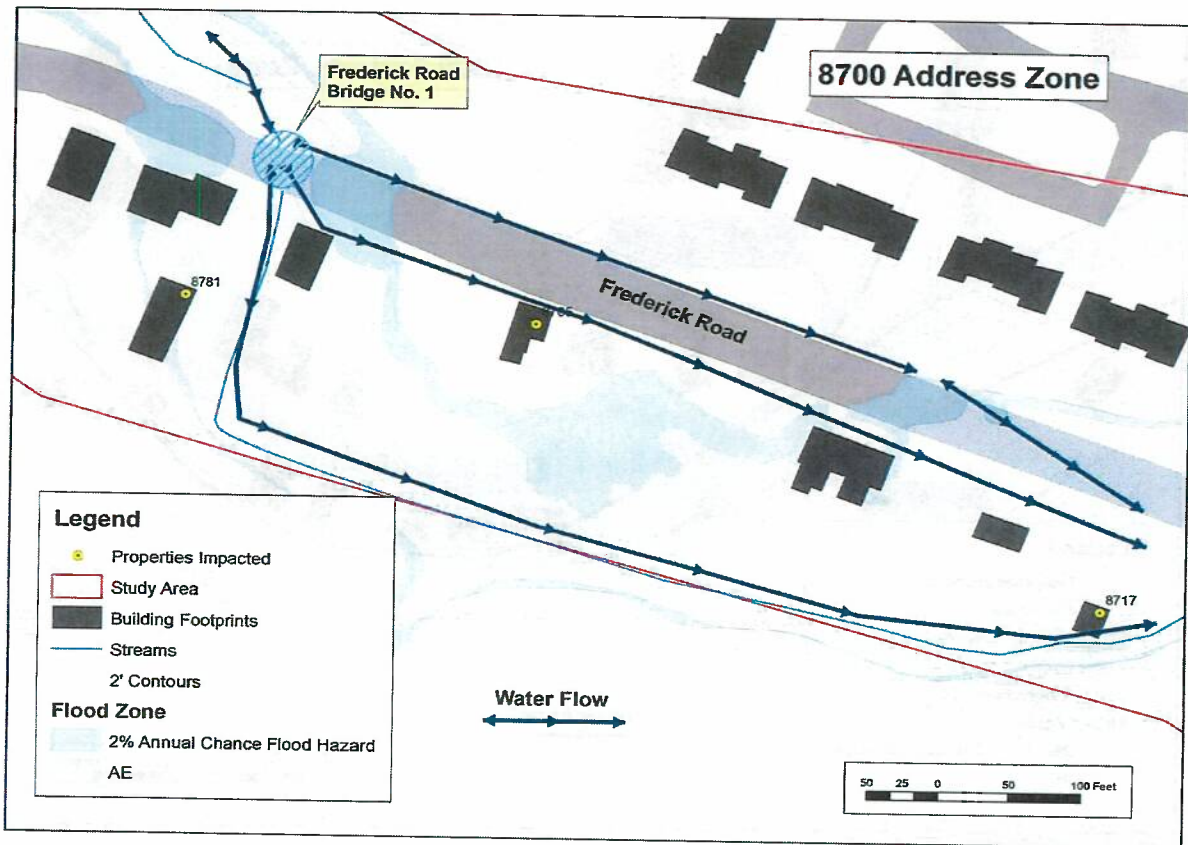 Frederick Road
Bridge No. 1
8700 Address Zone
8781
Frederick Road
8717
Legend
Properties Impacted
Study Area
Building Footprints
Streams
2' Contours
Flood Zone
2% Annual Chance Flood Hazard
AE
Water Flow
50 25 0 50 100 Feet